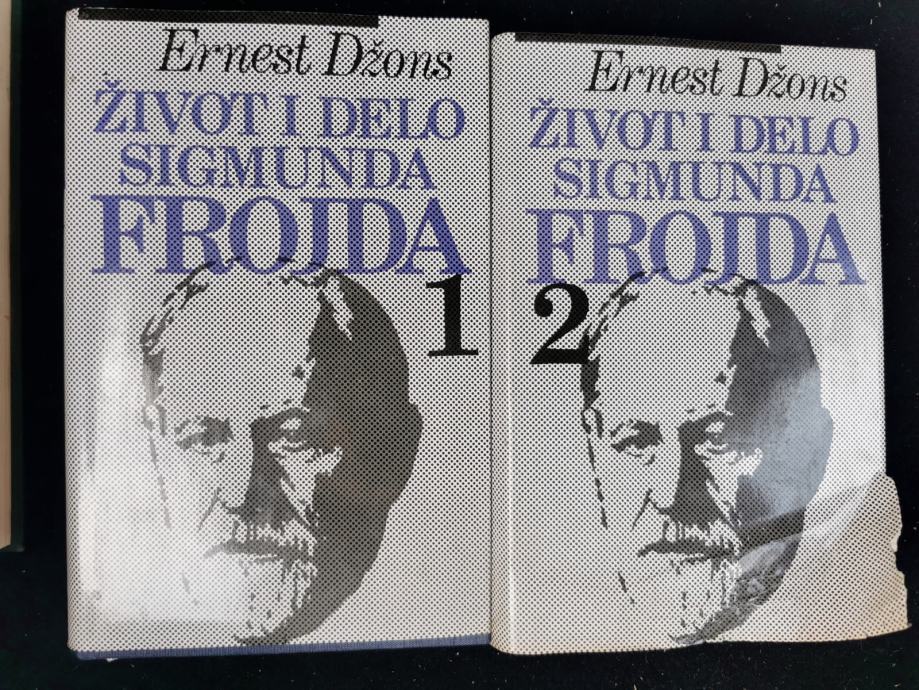 Ernest Džons
ŽIVOT I DELO
SIGMUNDA
FROJDA
1
Ernest Džons
ŽIVOT I DELO
SIGMUNDA
FROJDA
2